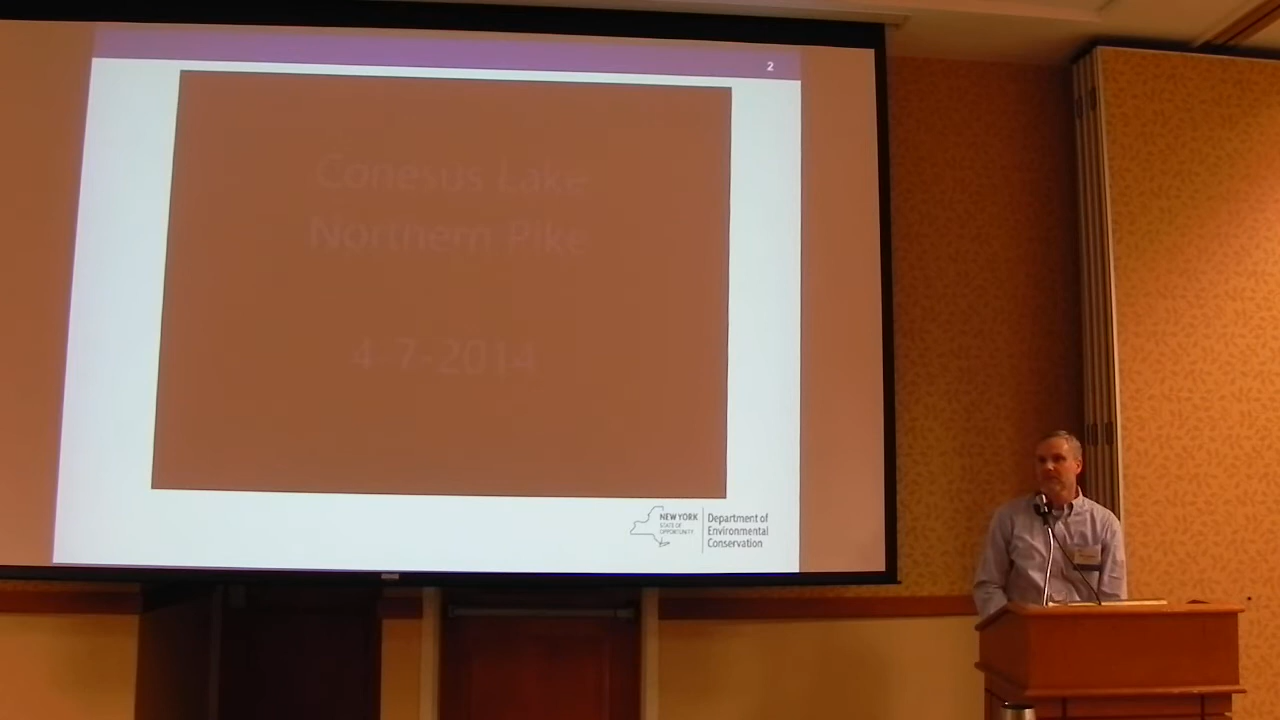 2
Conesus Lake
Northern Pike
4-7-2014
NEW YORK
STATE OF
OPPORTUNITY
Department of
Environmental
Conservation